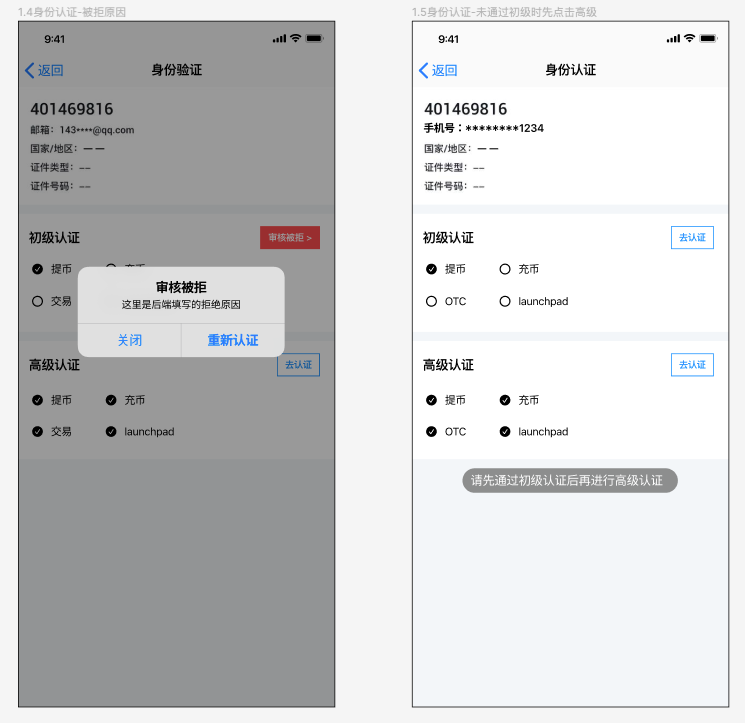 1.4身份认证-被拒原因
9:41
返回
身份验证
401469816
邮箱：143****@qq.com
国家/地区：— —
证件类型：--
证件号码：--
初级认证
审核被拒 >
提币
交易
审核被拒
这里是后端填写的拒绝原因
关闭
重新认证
高级认证
去认证
提币
充币
交易
launchpad
1.5身份认证-未通过初级时先点击高级
9:41
返回
身份认证
401469816
手机号：********1234
国家/地区：— —
证件类型：--
证件号码：--
初级认证
去认证
提币
充币
OTC
launchpad
高级认证
去认证
提币
充币
OTC
launchpad
请先通过初级认证后再进行高级认证